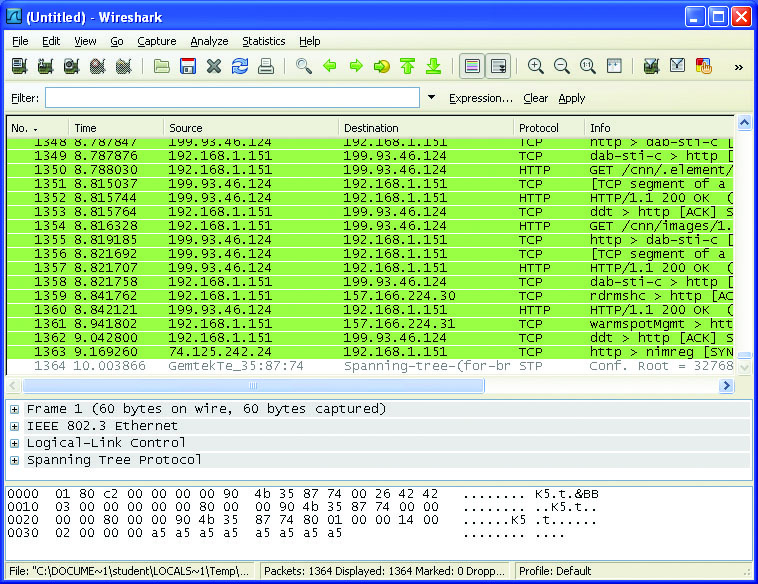 (Untitled) - Wireshark
File Edit View Go Capture Analyze Statistics Help
Filter: Expression... Clear Apply
No. . Time Source Destination Protocol Info
1348 8.787847 199.93.46.124 192.168.1.151 TCP http > dab-sti-c [
1349 8.787876 192.168.1.151 199.93.46.124 TCP dab-sti-c > http [
1350 8.788030 192.168.1.151 199.93.46.124 HTTP GET /cnn/.element/
1351 8.815037 199.93.46.124 192.168.1.151 TCP [TCP segment of a
1352 8.815744 199.93.46.124 192.168.1.151 HTTP HTTP/1.1 200 OK (
1353 8.815764 192.168.1.151 199.93.46.124 TCP ddt > http [ACK] S
1354 8.816328 192.168.1.151 199.93.46.124 HTTP GET /cnn/images/1.
1355 8.819185 199.93.46.124 192.168.1.151 TCP http > dab-sti-c [
1356 8.821692 199.93.46.124 192.168.1.151 TCP [TCP segment of a
1357 8.821707 199.93.46.124 192.168.1.151 HTTP HTTP/1.1 200 OK (
1358 8.821758 192.168.1.151 199.93.46.124 TCP dab-sti-c > http [
1359 8.841762 192.168.1.151 157.166.224.30 TCP rdrmshc > http [AC
1360 8.842121 199.93.46.124 192.168.1.151 HTTP HTTP/1.1 200 OK (
1361 8.941802 192.168.1.151 157.166.224.31 TCP warmspotMgmt > htt
1362 9.042800 192.168.1.151 199.93.46.124 TCP ddt > http [ACK] S
1363 9.169260 74.125.242.24 192.168.1.151 TCP http > nimreg [SYN
1364 10.003866 GemtekTe_35:87:74 Spanning-tree-(for-br STP Conf. Root = 32768
Frame 1 (60 bytes on wire, 60 bytes captured)
IEEE 802.3 Ethernet
Logical-Link Control
Spanning Tree Protocol
0000 01 80 c2 00 00 00 00 90 4b 35 87 74 00 26 42 42 ........ K5.t.&BB
0010 03 00 00 00 00 00 80 00 00 90 4b 35 87 74 00 00 ........ ..K5.t..
0020 00 00 80 00 00 90 4b 35 87 74 80 01 00 00 14 00 ......K5 .t......
0030 02 00 00 00 a5 a5 a5 a5 a5 a5 a5 a5 ........ ....
File: "C:\DOCUME~1\student\LOCALS~1\Temp\... Packets: 1364 Displayed: 1364 Marked: 0 Dropp... Profile: Default